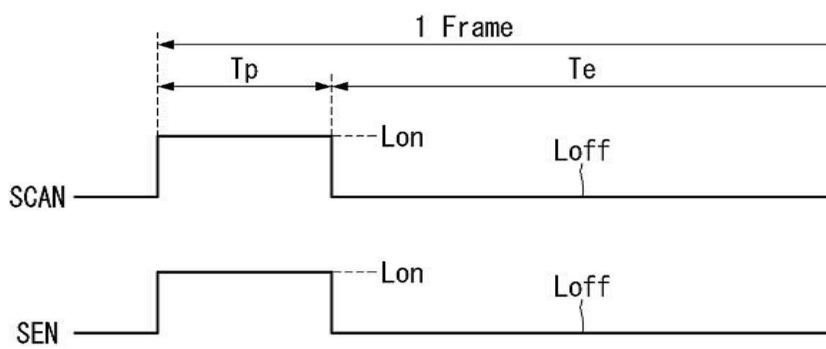 1 Frame
Tp Te
Lon
Loff
SCAN
Lon
Loff
SEN